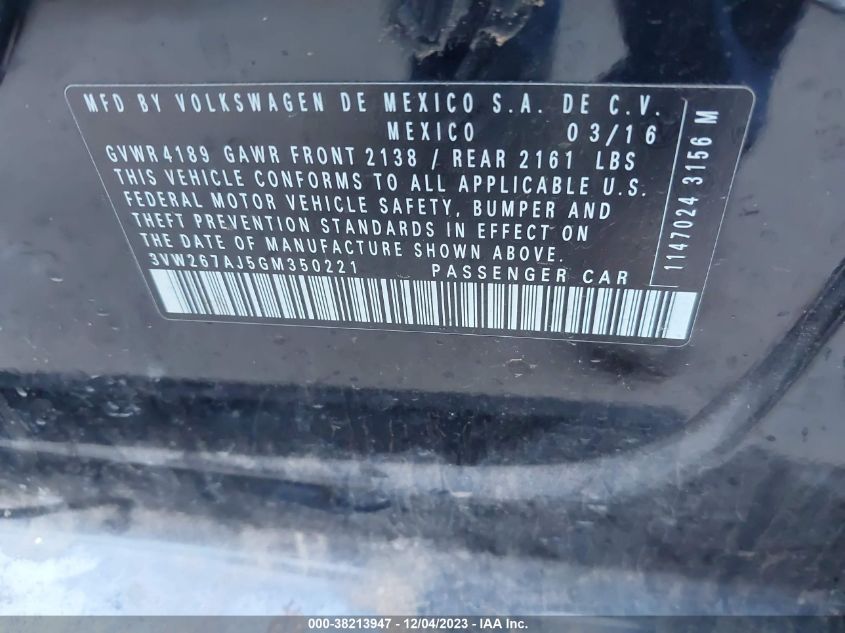 MFD BY VOLKSWAGEN DE MEXICO S.A. DE C.V.
MEXICO 03/16
GVWR 4189 GAWR FRONT 2138 / REAR 2161 LBS
THIS VEHICLE CONFORMS TO ALL APPLICABLE U.S.
FEDERAL MOTOR VEHICLE SAFETY, BUMPER AND
THEFT PREVENTION STANDARDS IN EFFECT ON
THE DATE OF MANUFACTURE SHOWN ABOVE.
3VW267AJ5GM350221 PASSENGER CAR
1147024 3156 M
000-38213947 - 12/04/2023 - © IAA Inc.